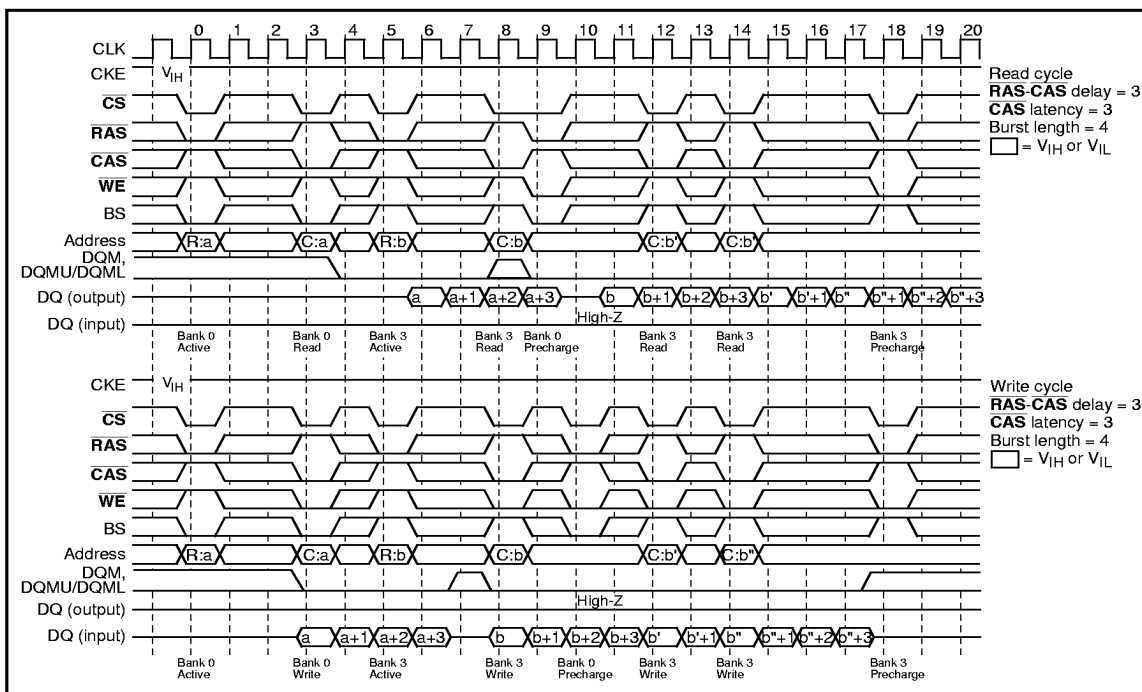 0 1 2 3 4 5 6 7 8 9 10 11 12 13 14 15 16 17 18 19 20
CLK
CKE VIH
CS
RAS
CAS
WE
BS
Address R:a C:a R:b C:b C:b' C:b'
DQM,
DQMU/DQML
DQ (output) a a+1 a+2 a+3 b b+1 b+2 b+3 b' b'+1 b" b"+1 b"+2 b"+3
High-Z
DQ (input)
Bank 0 Active
Bank 0 Read
Bank 3 Active
Bank 3 Read
Bank 0 Precharge
Bank 3 Read
Bank 3 Read
Bank 3 Precharge
Read cycle
RAS-CAS delay = 3
CAS latency = 3
Burst length = 4
= VIH or VIL
CKE VIH
CS
RAS
CAS
WE
BS
Address R:a C:a R:b C:b C:b' C:b"
DQM,
DQMU/DQML
High-Z
DQ (output)
DQ (input) a a+1 a+2 a+3 b b+1 b+2 b+3 b' b'+1 b" b"+1 b"+2 b"+3
Bank 0 Active
Bank 0 Write
Bank 3 Active
Bank 3 Write
Bank 0 Precharge
Bank 3 Write
Bank 3 Write
Bank 3 Precharge
Write cycle
RAS-CAS delay = 3
CAS latency = 3
Burst length = 4
= VIH or VIL